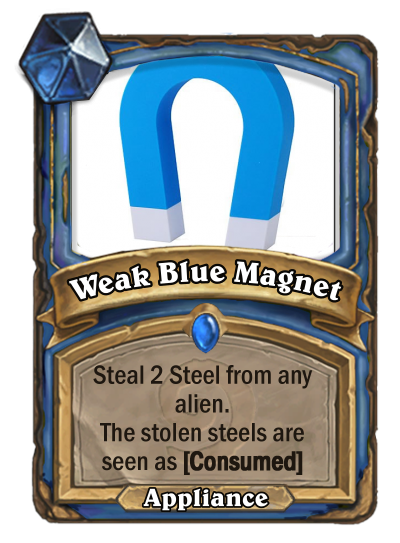 Weak Blue Magnet
Steal 2 Steel from any
alien.
The stolen steels are
seen as [Consumed]
Appliance